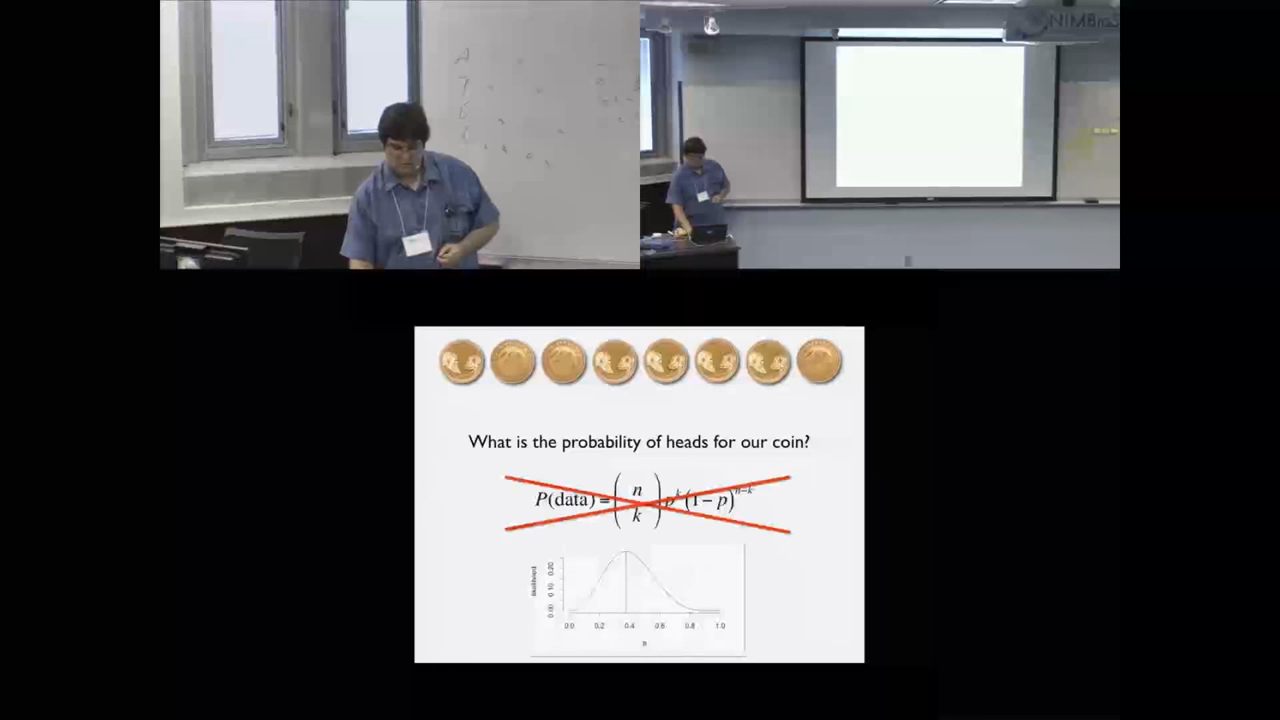 NIMBioS
What is the probability of heads for our coin?
P(data) = (n k) p^k (1 − p)^{n−k}
likelihood
0.00 0.10 0.20
0.0 0.2 0.4 0.6 0.8 1.0